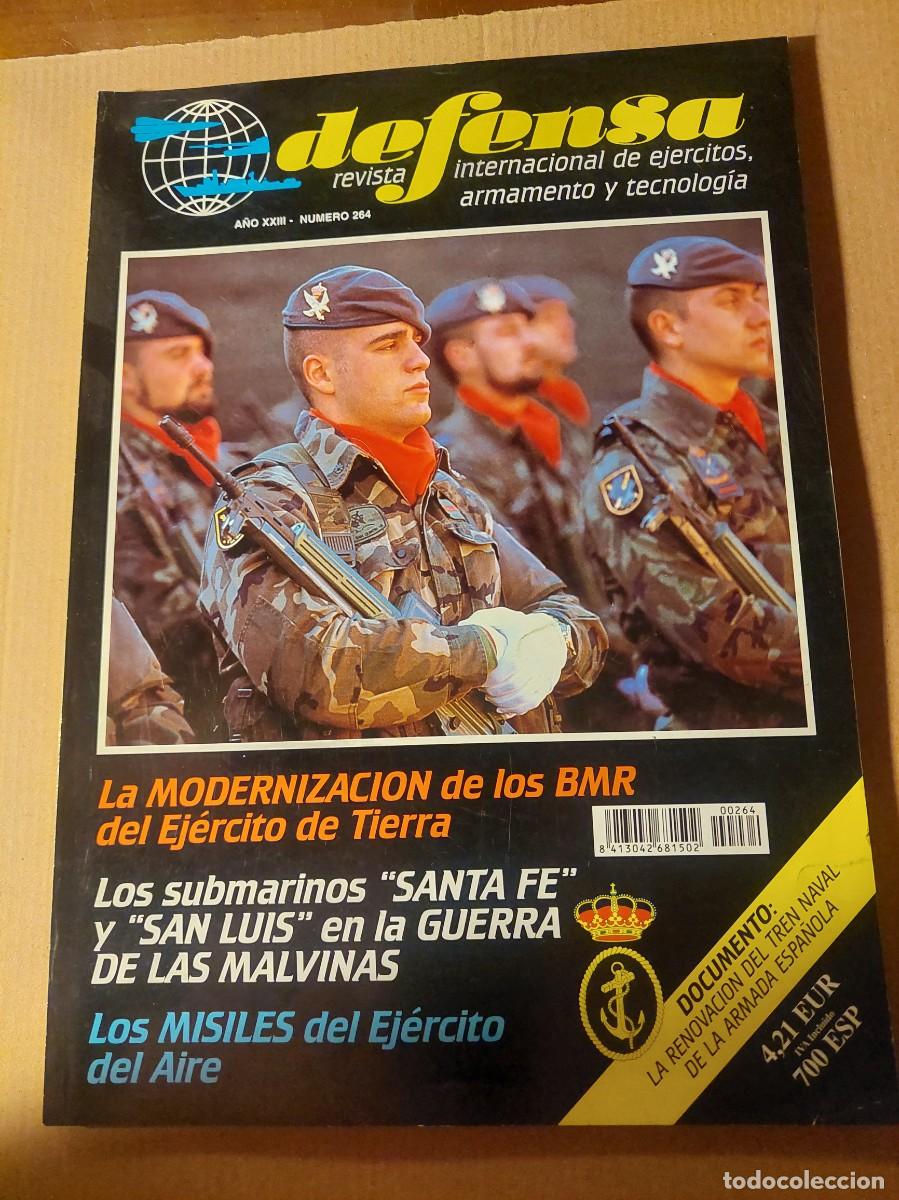 defensa
revista internacional de ejercitos,
armamento y tecnología
AÑO XXIII - NUMERO 264
La MODERNIZACION de los BMR
del Ejército de Tierra
00264
8 413042 681502
Los submarinos "SANTA FE"
y "SAN LUIS" en la GUERRA
DE LAS MALVINAS
Los MISILES del Ejército
del Aire
DOCUMENTO:
LA RENOVACION DEL TREN NAVAL
DE LA ARMADA ESPAÑOLA
4,21 EUR
IVA incluido
700 ESP
todocoleccion